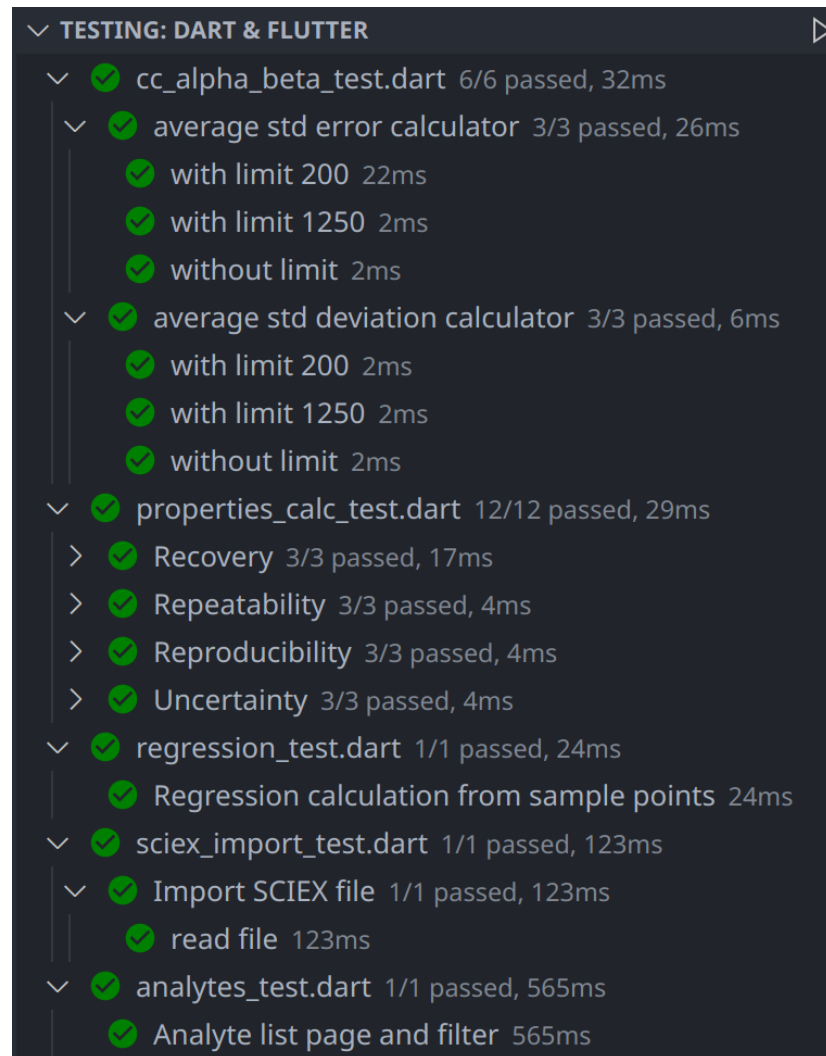 TESTING: DART & FLUTTER
cc_alpha_beta_test.dart 6/6 passed, 32ms
average std error calculator 3/3 passed, 26ms
with limit 200 22ms
with limit 1250 2ms
without limit 2ms
average std deviation calculator 3/3 passed, 6ms
with limit 200 2ms
with limit 1250 2ms
without limit 2ms
properties_calc_test.dart 12/12 passed, 29ms
Recovery 3/3 passed, 17ms
Repeatability 3/3 passed, 4ms
Reproducibility 3/3 passed, 4ms
Uncertainty 3/3 passed, 4ms
regression_test.dart 1/1 passed, 24ms
Regression calculation from sample points 24ms
sciex_import_test.dart 1/1 passed, 123ms
Import SCIEX file 1/1 passed, 123ms
read file 123ms
analytes_test.dart 1/1 passed, 565ms
Analyte list page and filter 565ms